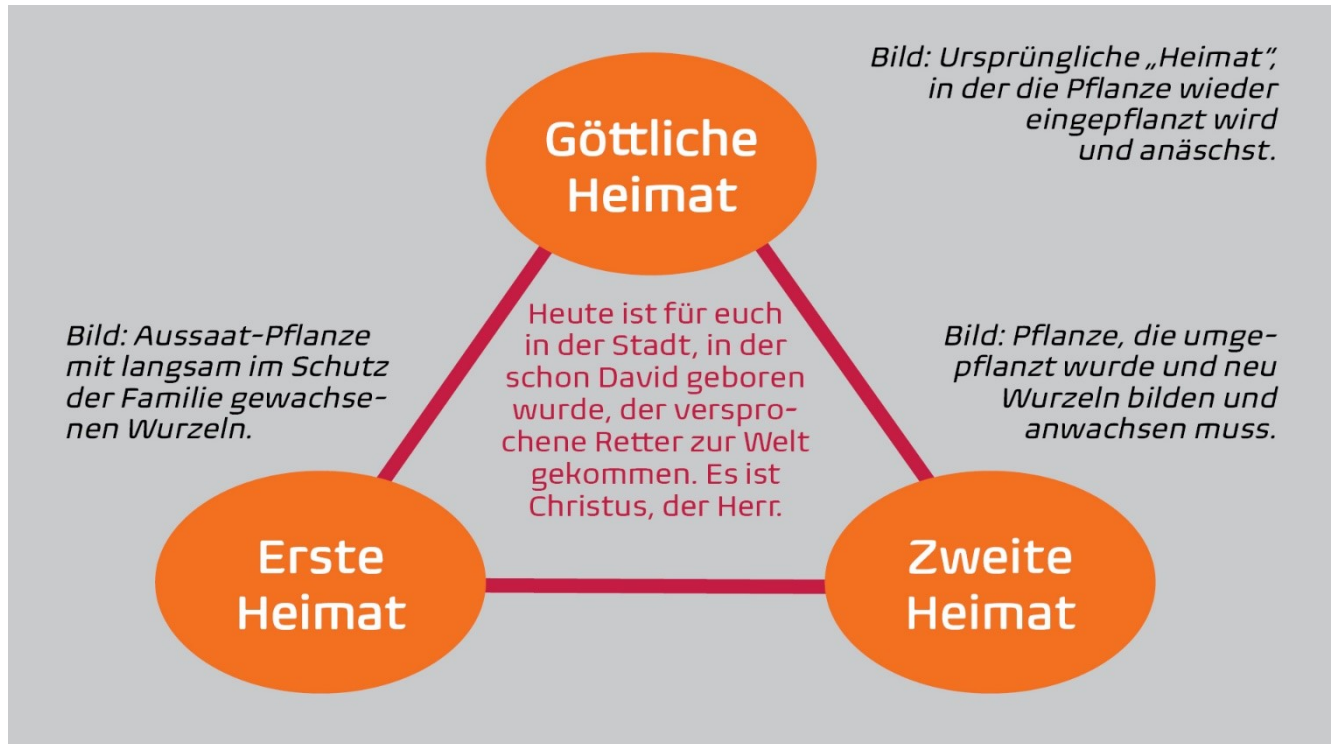 Bild: Ursprüngliche „Heimat“,
in der die Pflanze wieder
eingepflanzt wird
und anäschst.
Göttliche
Heimat
Bild: Aussaat-Pflanze
mit langsam im Schutz
der Familie gewachse-
nen Wurzeln.
Heute ist für euch
in der Stadt, in der
schon David geboren
wurde, der verspro-
chene Retter zur Welt
gekommen. Es ist
Christus, der Herr.
Bild: Pflanze, die umge-
pflanzt wurde und neu
Wurzeln bilden und
anwachsen muss.
Erste
Heimat
Zweite
Heimat